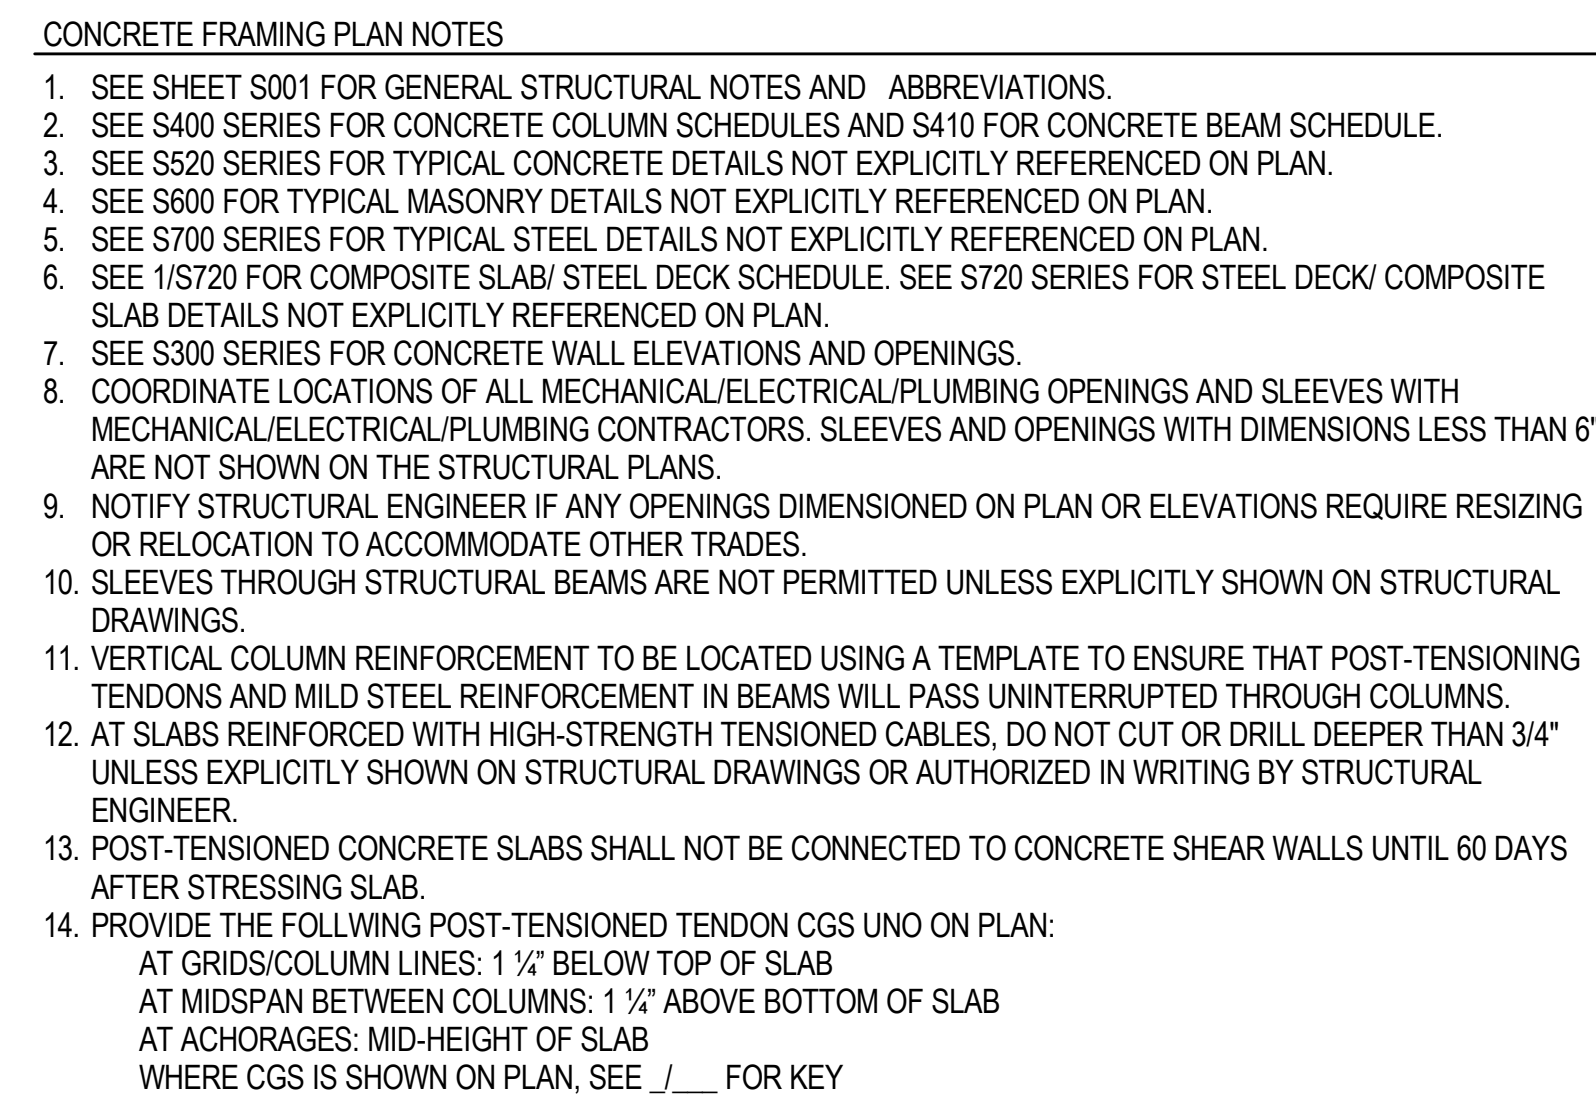 CONCRETE FRAMING PLAN NOTES
1. SEE SHEET S001 FOR GENERAL STRUCTURAL NOTES AND ABBREVIATIONS.
2. SEE S400 SERIES FOR CONCRETE COLUMN SCHEDULES AND S410 FOR CONCRETE BEAM SCHEDULE.
3. SEE S520 SERIES FOR TYPICAL CONCRETE DETAILS NOT EXPLICITLY REFERENCED ON PLAN.
4. SEE S600 FOR TYPICAL MASONRY DETAILS NOT EXPLICITLY REFERENCED ON PLAN.
5. SEE S700 SERIES FOR TYPICAL STEEL DETAILS NOT EXPLICITLY REFERENCED ON PLAN.
6. SEE 1/S720 FOR COMPOSITE SLAB/ STEEL DECK SCHEDULE. SEE S720 SERIES FOR STEEL DECK/ COMPOSITE
SLAB DETAILS NOT EXPLICITLY REFERENCED ON PLAN.
7. SEE S300 SERIES FOR CONCRETE WALL ELEVATIONS AND OPENINGS.
8. COORDINATE LOCATIONS OF ALL MECHANICAL/ELECTRICAL/PLUMBING OPENINGS AND SLEEVES WITH
MECHANICAL/ELECTRICAL/PLUMBING CONTRACTORS. SLEEVES AND OPENINGS WITH DIMENSIONS LESS THAN 6"
ARE NOT SHOWN ON THE STRUCTURAL PLANS.
9. NOTIFY STRUCTURAL ENGINEER IF ANY OPENINGS DIMENSIONED ON PLAN OR ELEVATIONS REQUIRE RESIZING
OR RELOCATION TO ACCOMMODATE OTHER TRADES.
10. SLEEVES THROUGH STRUCTURAL BEAMS ARE NOT PERMITTED UNLESS EXPLICITLY SHOWN ON STRUCTURAL
DRAWINGS.
11. VERTICAL COLUMN REINFORCEMENT TO BE LOCATED USING A TEMPLATE TO ENSURE THAT POST-TENSIONING
TENDONS AND MILD STEEL REINFORCEMENT IN BEAMS WILL PASS UNINTERRUPTED THROUGH COLUMNS.
12. AT SLABS REINFORCED WITH HIGH-STRENGTH TENSIONED CABLES, DO NOT CUT OR DRILL DEEPER THAN 3/4"
UNLESS EXPLICITLY SHOWN ON STRUCTURAL DRAWINGS OR AUTHORIZED IN WRITING BY STRUCTURAL
ENGINEER.
13. POST-TENSIONED CONCRETE SLABS SHALL NOT BE CONNECTED TO CONCRETE SHEAR WALLS UNTIL 60 DAYS
AFTER STRESSING SLAB.
14. PROVIDE THE FOLLWING POST-TENSIONED TENDON CGS UNO ON PLAN:
AT GRIDS/COLUMN LINES: 1 ¼” BELOW TOP OF SLAB
AT MIDSPAN BETWEEN COLUMNS: 1 ¼” ABOVE BOTTOM OF SLAB
AT ACHORAGES: MID-HEIGHT OF SLAB
WHERE CGS IS SHOWN ON PLAN, SEE _/___ FOR KEY